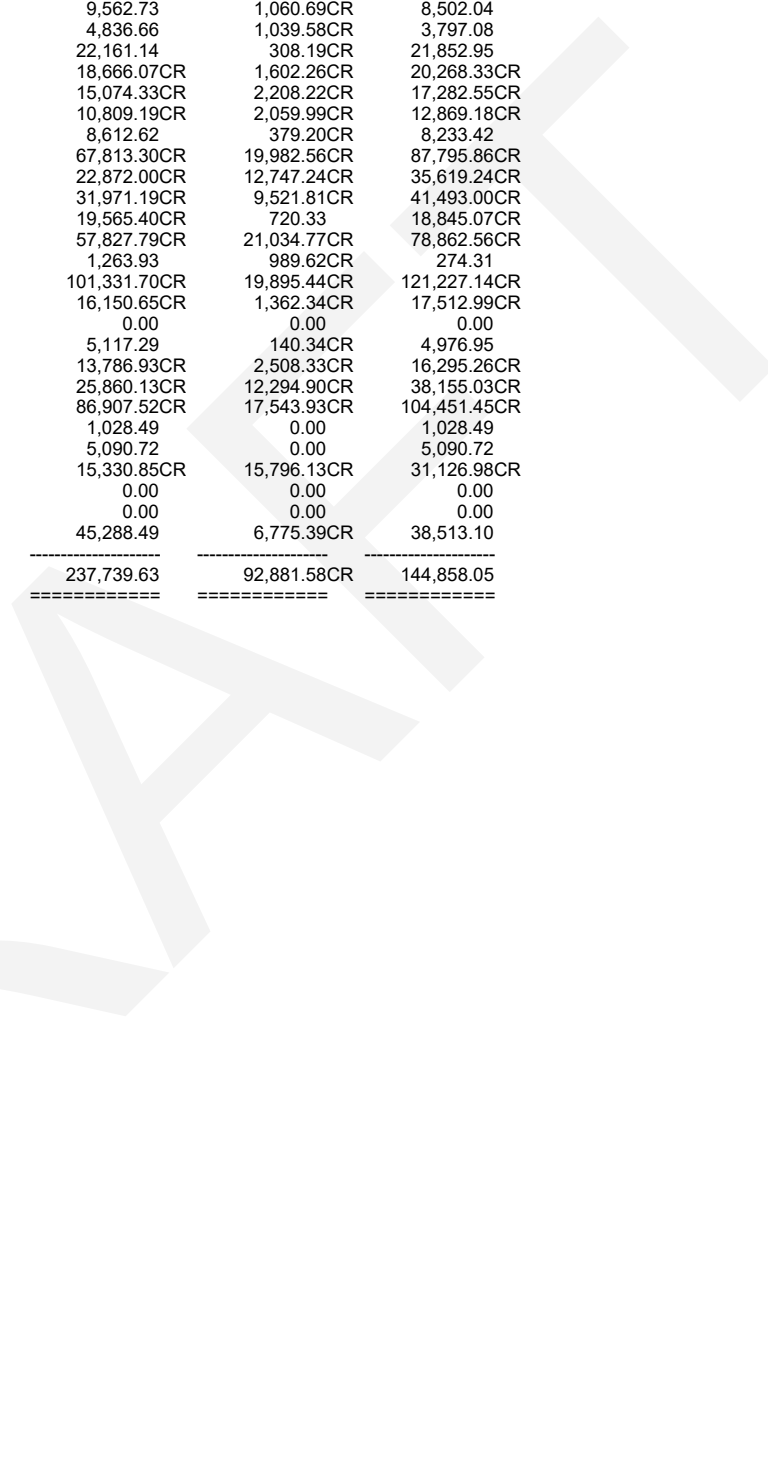 9,562.73 1,060.69CR 8,502.04
4,836.66 1,039.58CR 3,797.08
22,161.14 308.19CR 21,852.95
18,666.07CR 1,602.26CR 20,268.33CR
15,074.33CR 2,208.22CR 17,282.55CR
10,809.19CR 2,059.99CR 12,869.18CR
8,612.62 379.20CR 8,233.42
67,813.30CR 19,982.56CR 87,795.86CR
22,872.00CR 12,747.24CR 35,619.24CR
31,971.19CR 9,521.81CR 41,493.00CR
19,565.40CR 720.33 18,845.07CR
57,827.79CR 21,034.77CR 78,862.56CR
1,263.93 989.62CR 274.31
101,331.70CR 19,895.44CR 121,227.14CR
16,150.65CR 1,362.34CR 17,512.99CR
0.00 0.00 0.00
5,117.29 140.34CR 4,976.95
13,786.93CR 2,508.33CR 16,295.26CR
25,860.13CR 12,294.90CR 38,155.03CR
86,907.52CR 17,543.93CR 104,451.45CR
1,028.49 0.00 1,028.49
5,090.72 0.00 5,090.72
15,330.85CR 15,796.13CR 31,126.98CR
0.00 0.00 0.00
0.00 0.00 0.00
45,288.49 6,775.39CR 38,513.10
--------------------- --------------------- ---------------------
237,739.63 92,881.58CR 144,858.05
============ ============ ============